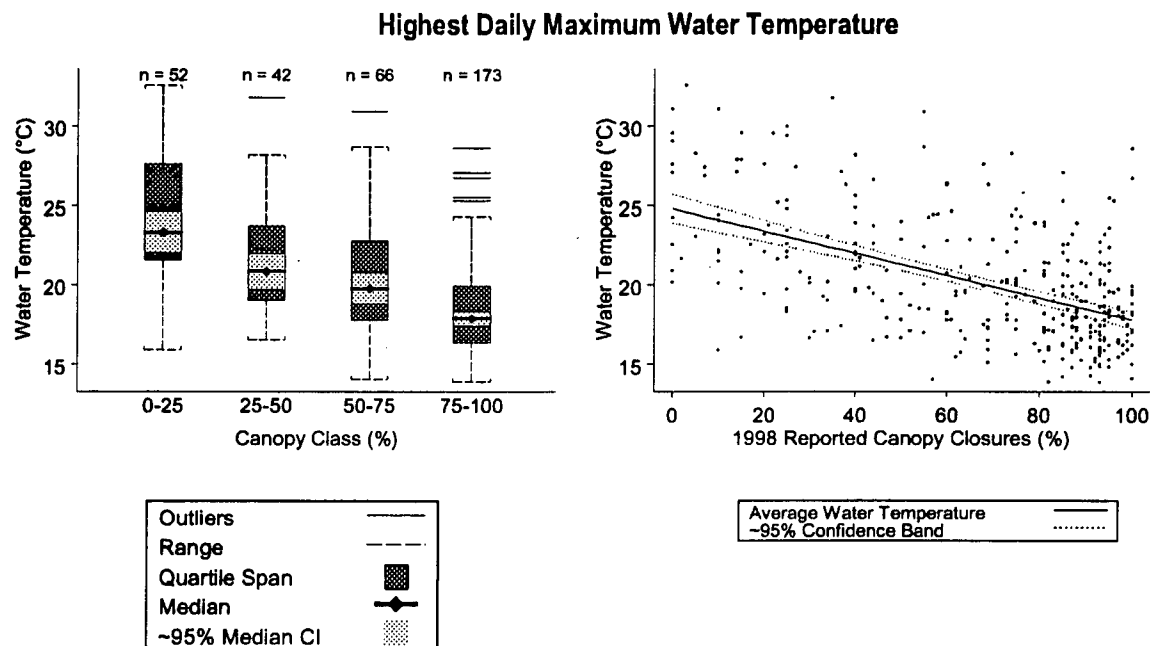 Highest Daily Maximum Water Temperature
n = 52 n = 42 n = 66 n = 173
Water Temperature (°C)
30
25
20
15
0-25 25-50 50-75 75-100
Canopy Class (%)
Outliers
Range
Quartile Span
Median
~95% Median CI
Water Temperature (°C)
30
25
20
15
0 20 40 60 80 100
1998 Reported Canopy Closures (%)
Average Water Temperature
~95% Confidence Band